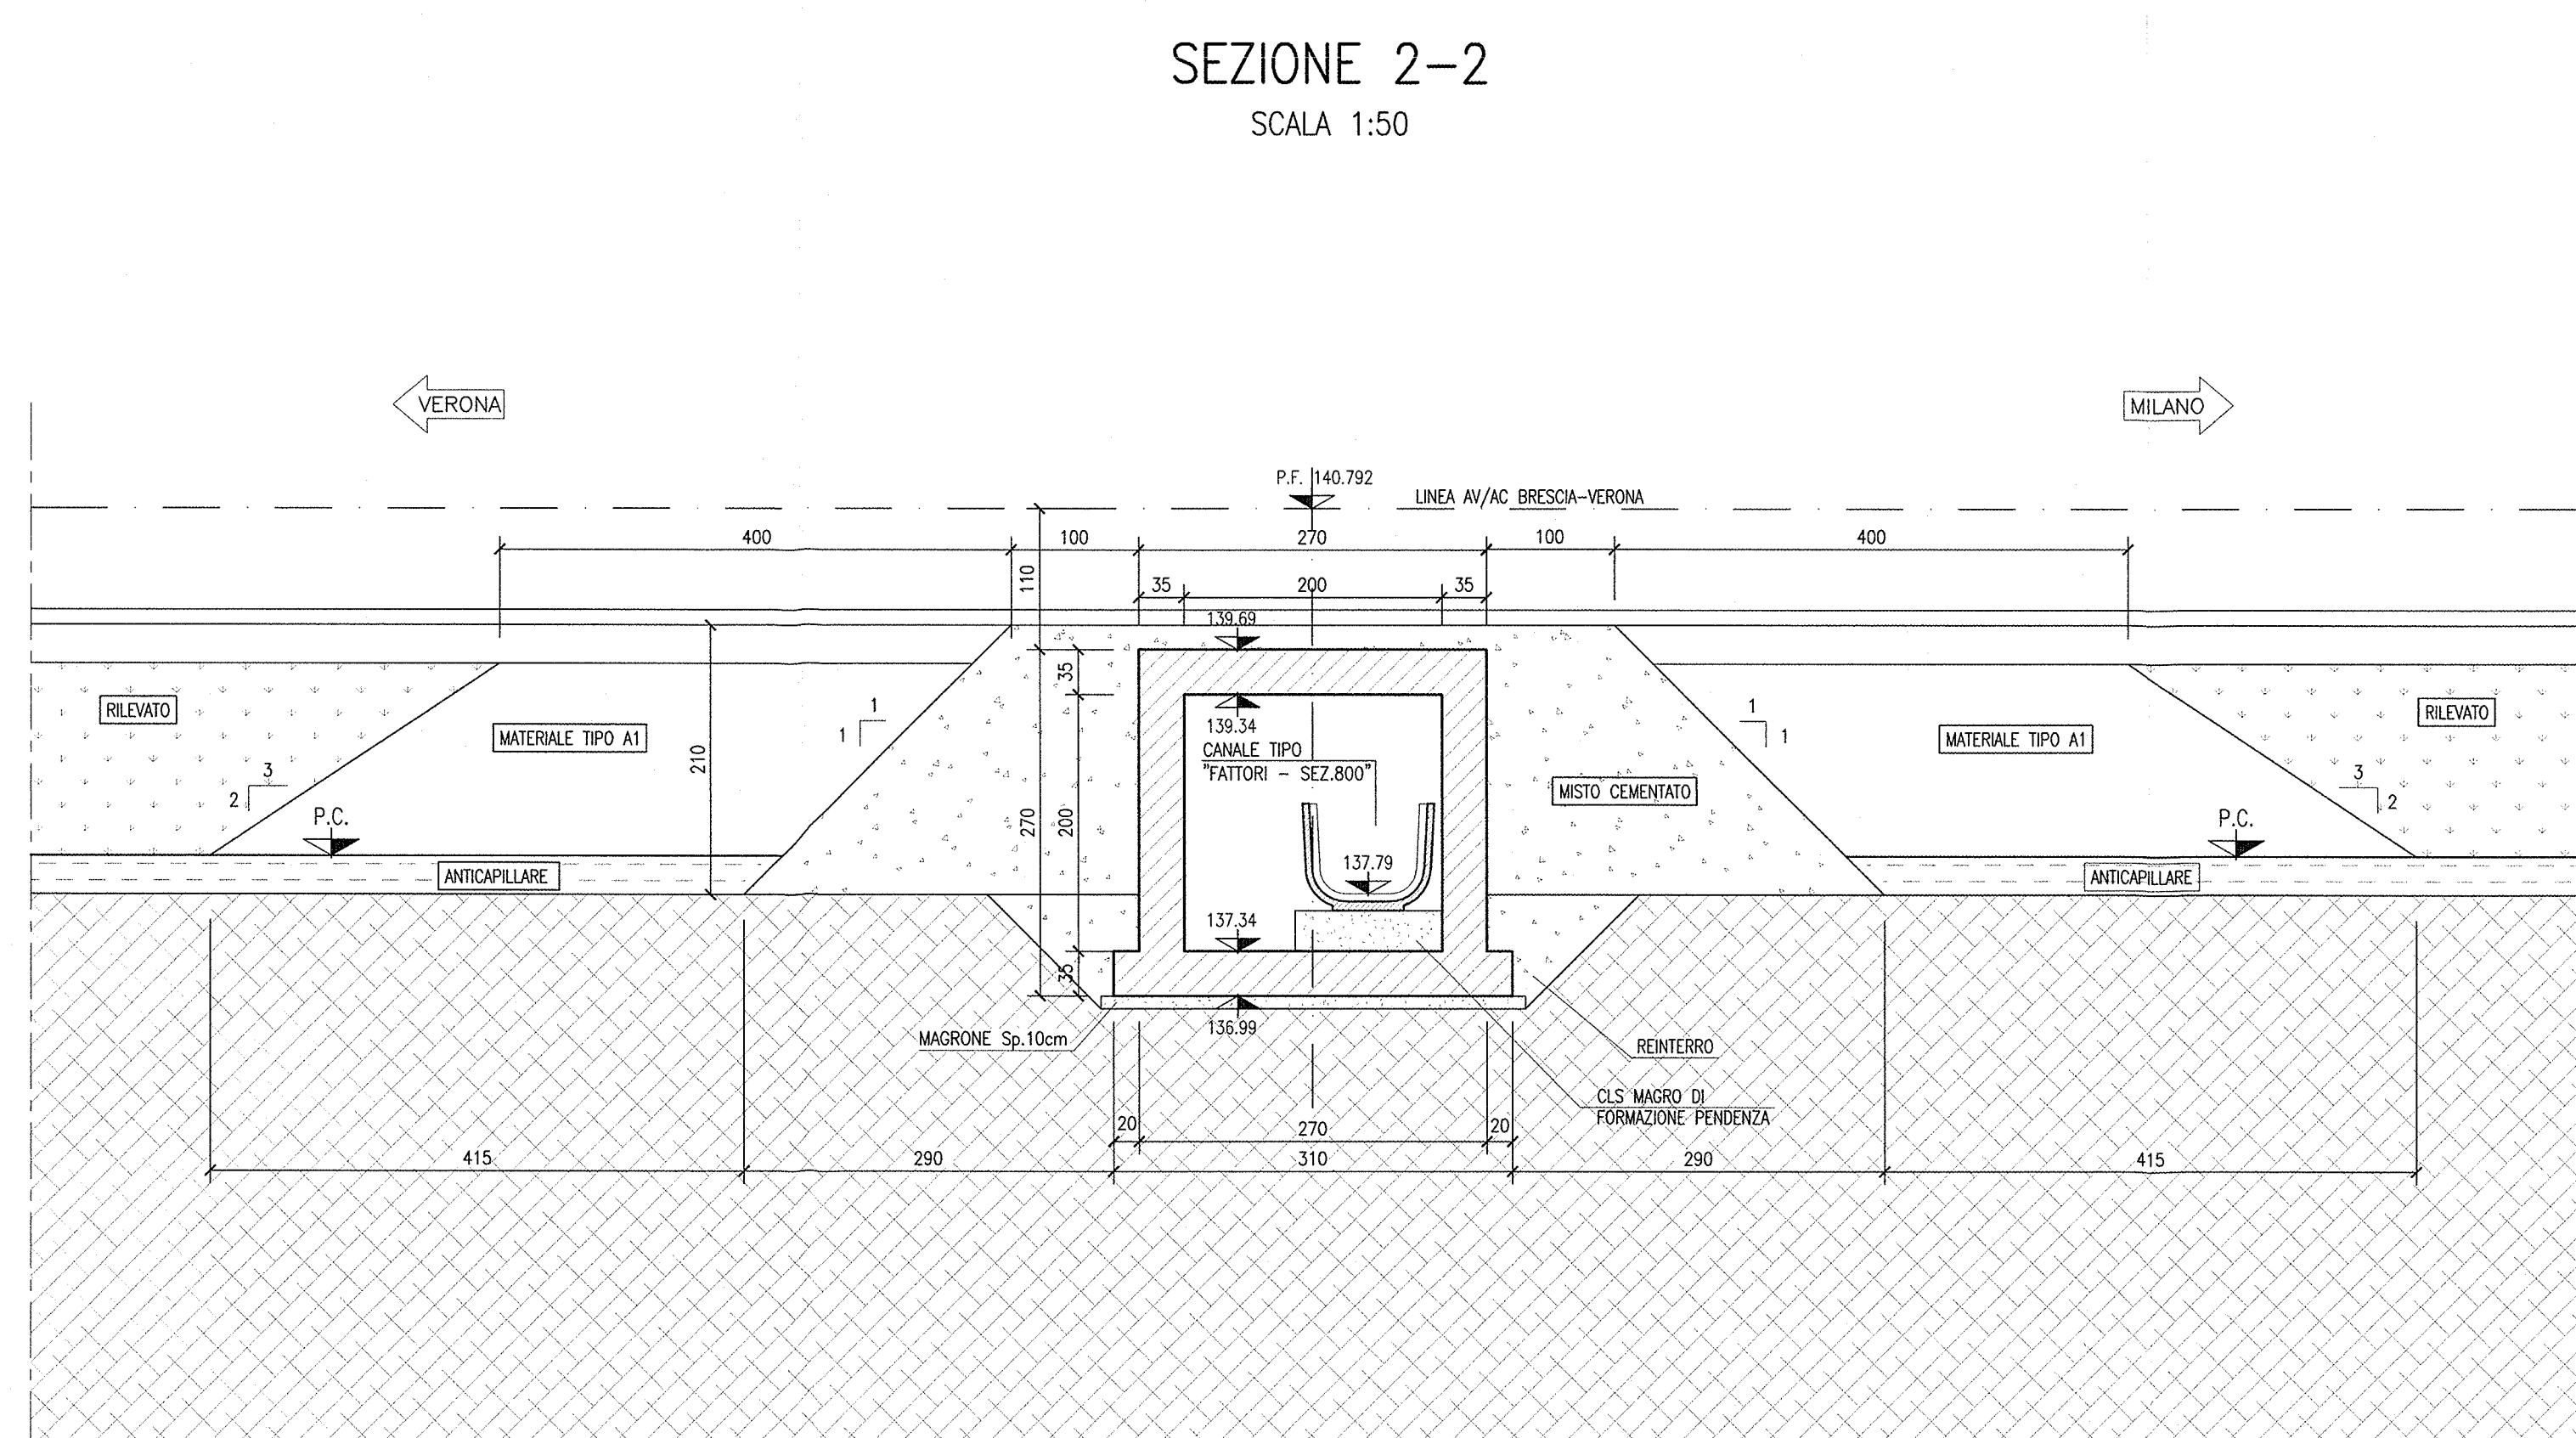 SEZIONE 2-2
SCALA 1:50
VERONA
MILANO
P.F. 140.792
LINEA AV/AC BRESCIA-VERONA
400
100
270
100
400
110
35
200
35
139.69
35
RILEVATO
MATERIALE TIPO A1
1
1
139.34
CANALE TIPO
"FATTORI - SEZ.800"
1
1
MATERIALE TIPO A1
RILEVATO
210
3
2
270
200
MISTO CEMENTATO
3
2
P.C.
P.C.
137.79
ANTICAPILLARE
ANTICAPILLARE
137.34
35
136.99
MAGRONE Sp.10cm
REINTERRO
CLS MAGRO DI
FORMAZIONE PENDENZA
20
270
20
415
290
310
290
415